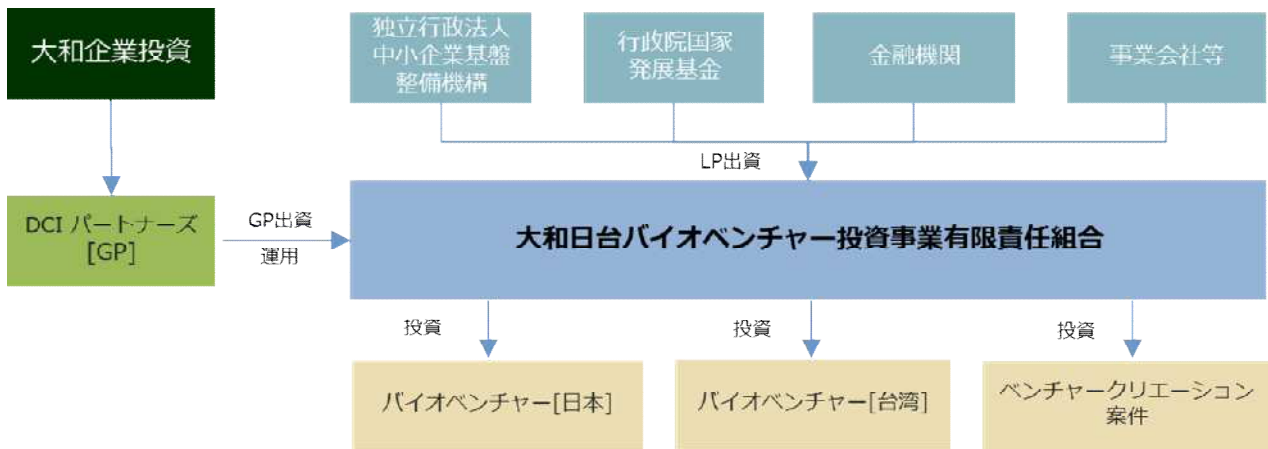 大和企業投資
独立行政法人
中小企業基盤
整備機構
行政院国家
発展基金
金融機関
事業会社等
LP出資
DCI パートナーズ
[GP]
GP出資
運用
大和日台バイオベンチャー投資事業有限責任組合
投資
投資
投資
バイオベンチャー[日本]
バイオベンチャー[台湾]
ベンチャークリエーション
案件